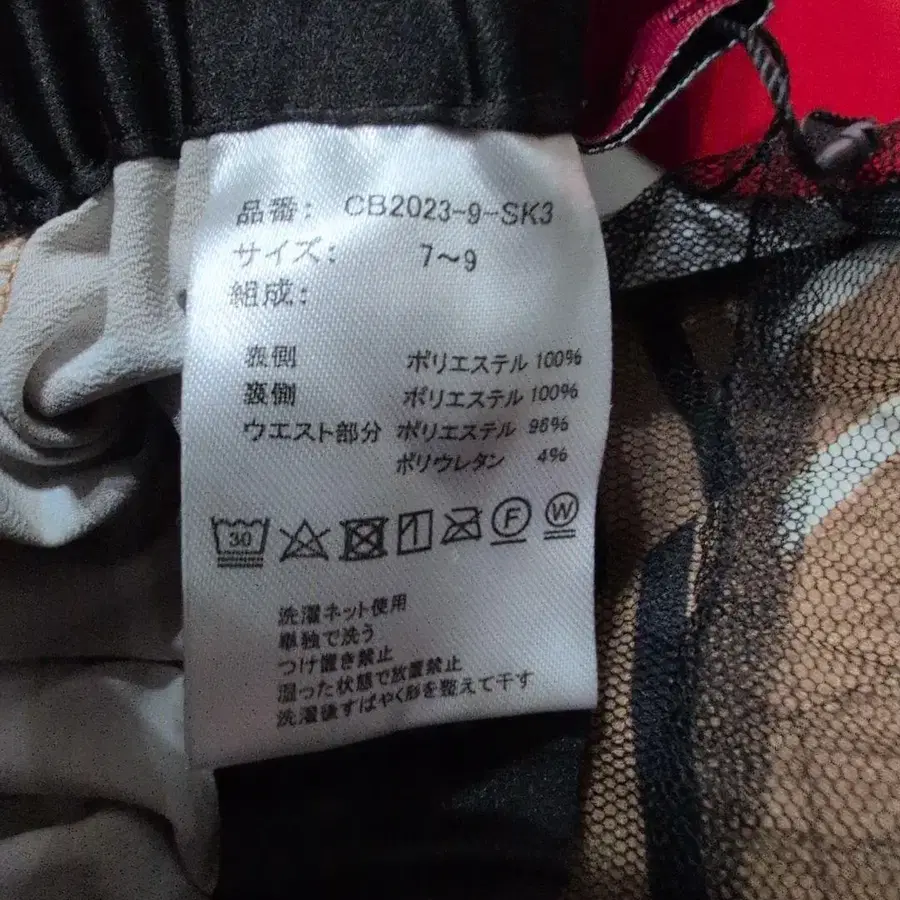 品番: CB2023-9-SK3
サイズ: 7～9
組成:
表側 ポリエステル 100%
裏側 ポリエステル 100%
ウエスト部分 ポリエステル 96%
ポリウレタン 4%
30 F W
洗濯ネット使用
単独で洗う
つけ置き禁止
湿った状態で放置禁止
洗濯後すばやく形を整えて干す